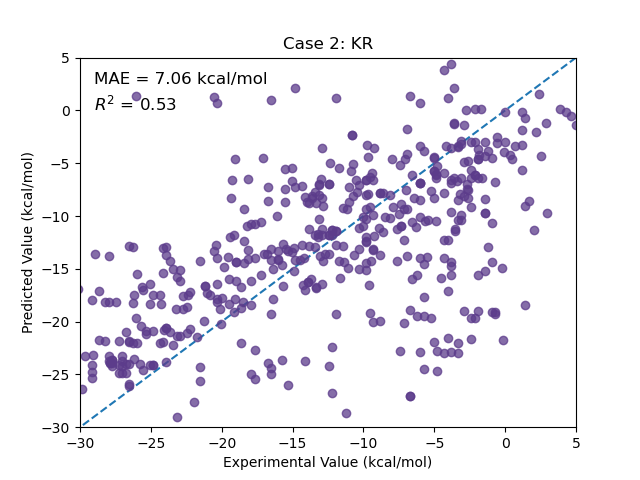 Case 2: KR
MAE = 7.06 kcal/mol
R² = 0.53
5
0
−5
−10
−15
−20
−25
−30
Predicted Value (kcal/mol)
−30 −25 −20 −15 −10 −5 0 5
Experimental Value (kcal/mol)